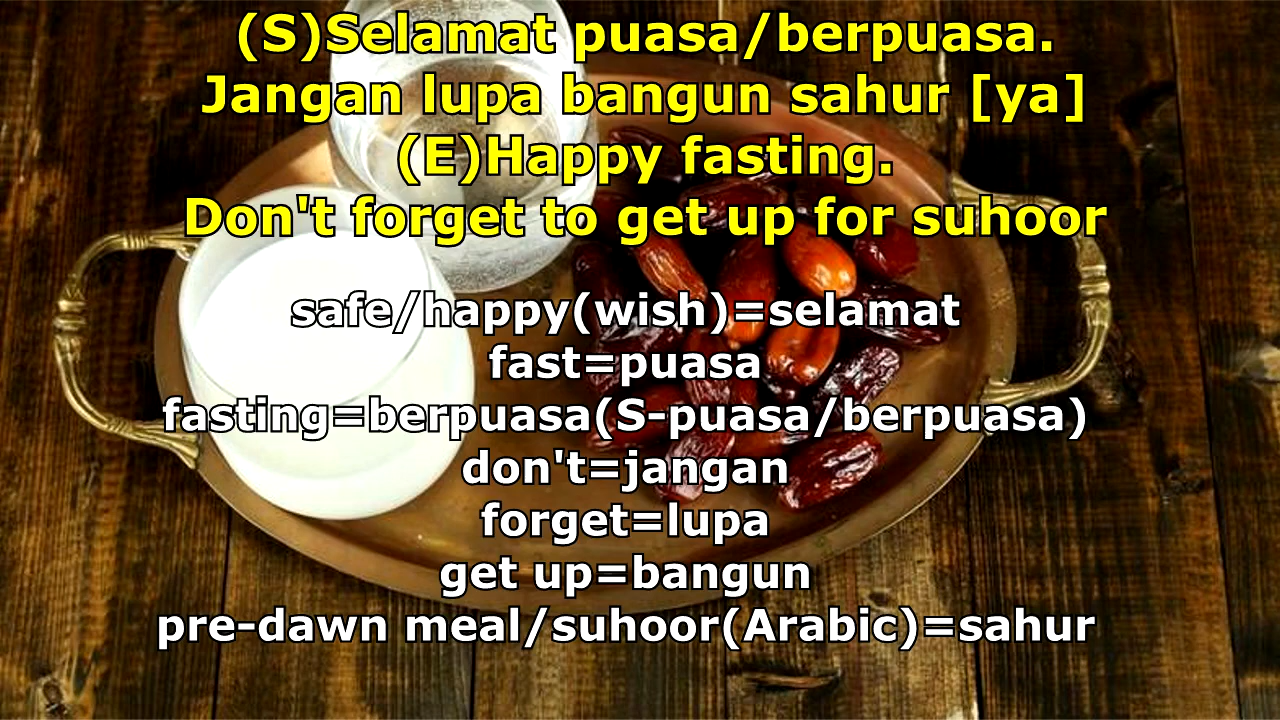 (S)Selamat puasa/berpuasa.
Jangan lupa bangun sahur [ya]
(E)Happy fasting.
Don't forget to get up for suhoor
safe/happy(wish)=selamat
fast=puasa
fasting=berpuasa(S-puasa/berpuasa)
don't=jangan
forget=lupa
get up=bangun
pre-dawn meal/suhoor(Arabic)=sahur